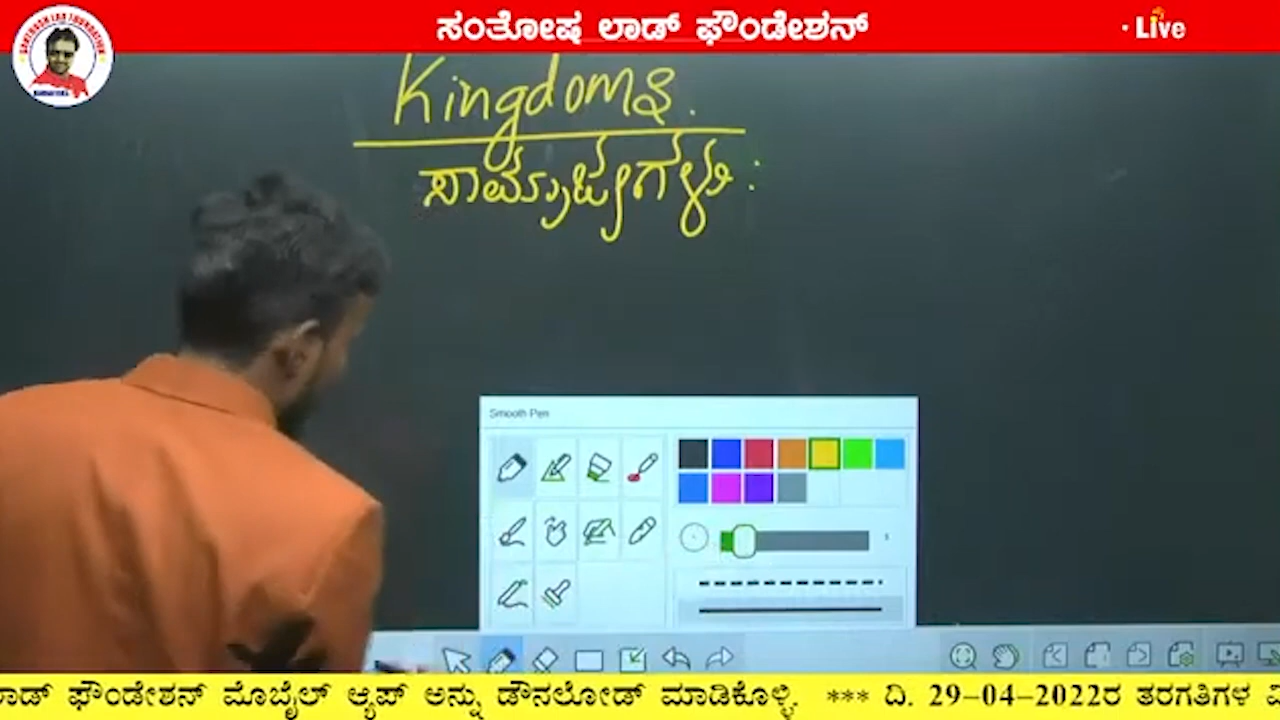 ಸಂತೋಷ ಲಾಡ್ ಫೌಂಡೇಶನ್
Live
Kingdoms.
ಸಾಮ್ರಾಜ್ಯಗಳು :
Smooth Pen
ಲಾಡ್ ಫೌಂಡೇಶನ್ ಮೊಬೈಲ್ ಆ್ಯಪ್ ಅನ್ನು ಡೌನಲೋಡ್ ಮಾಡಿಕೊಳ್ಳಿ. *** ದಿ. 29-04-2022ರ ತರಗತಿಗಳ